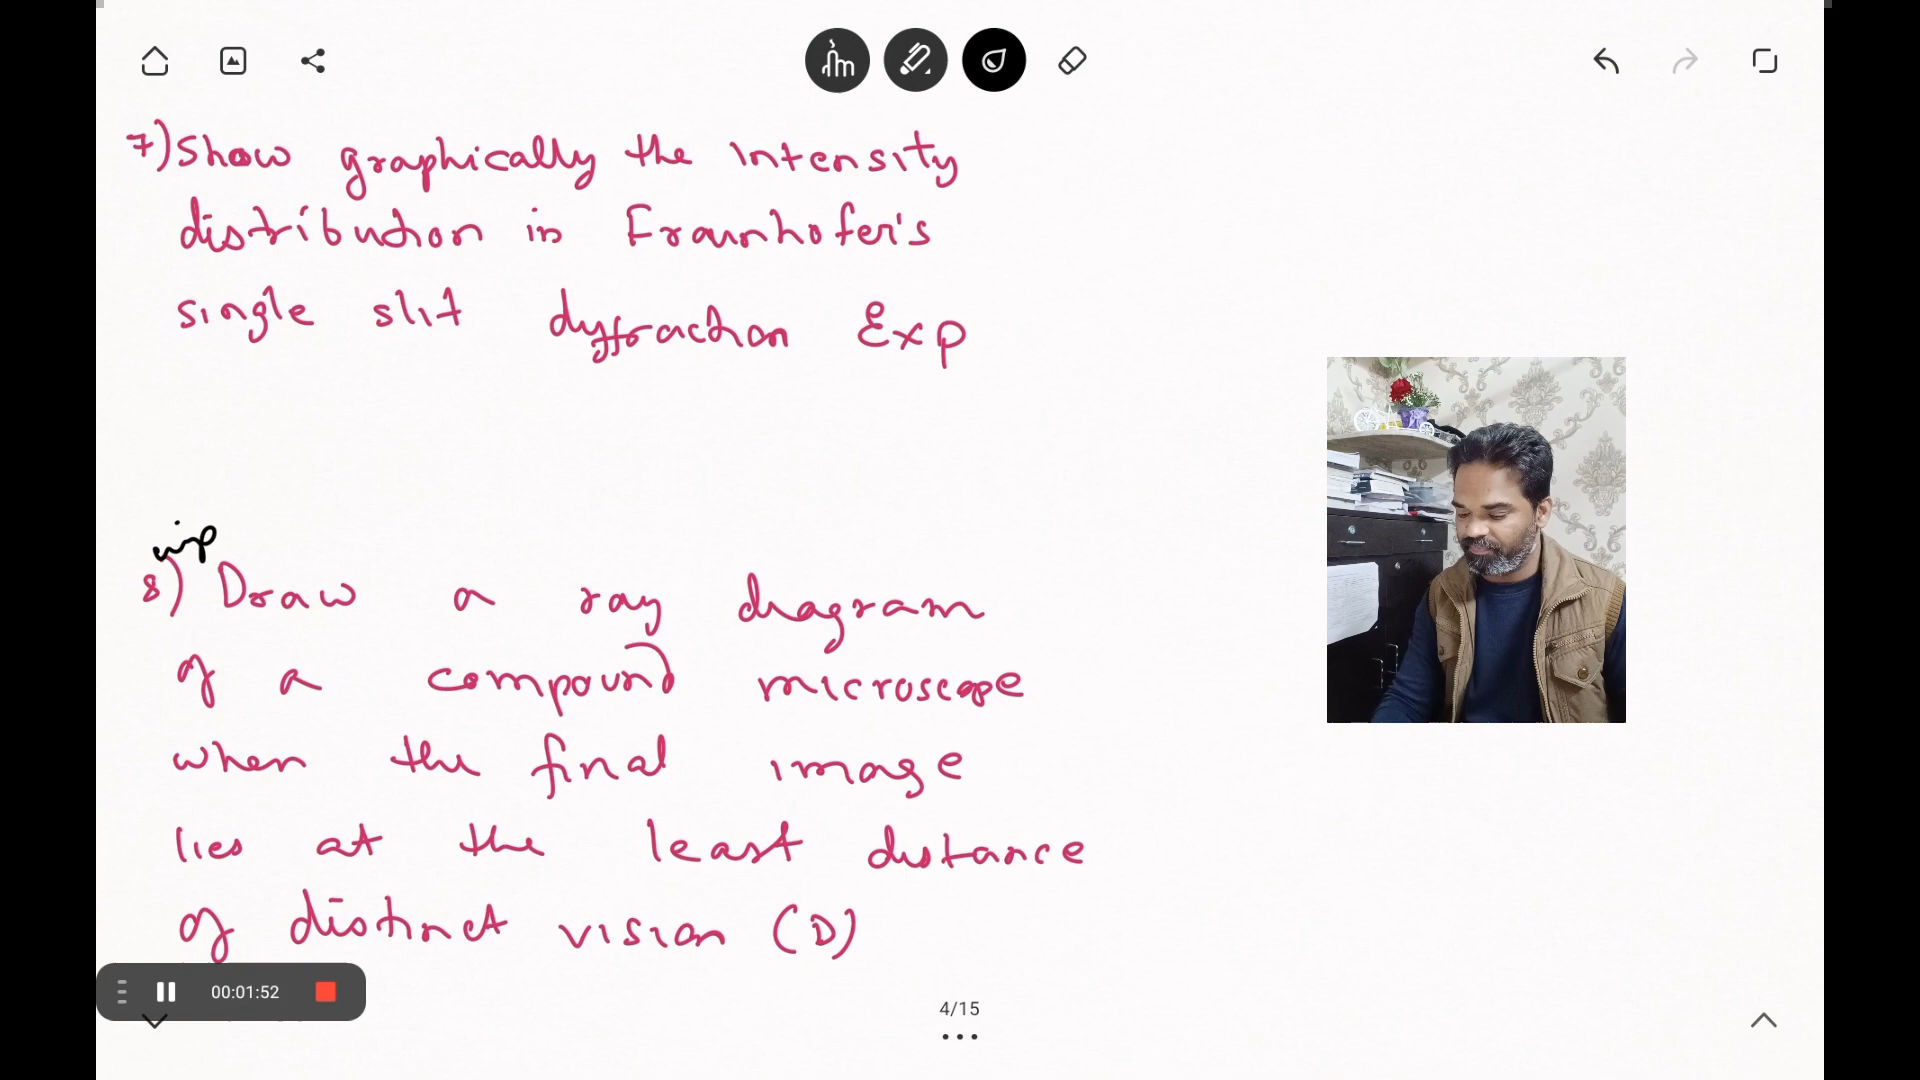 7) Show graphically the intensity
distribution in Fraunhofer's
single slit diffraction Exp
imp
8) Draw a ray diagram
of a compound microscope
when the final image
lies at the least distance
of distinct vision (D)
00:01:52
4/15